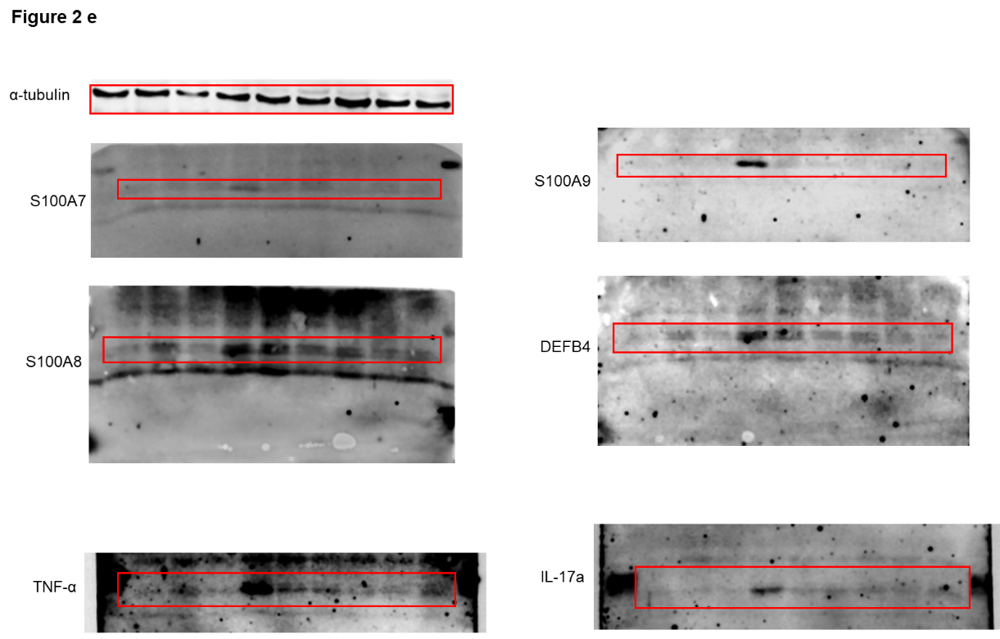 Figure 2 e
α-tubulin
S100A7
S100A9
S100A8
DEFB4
TNF-α
IL-17a